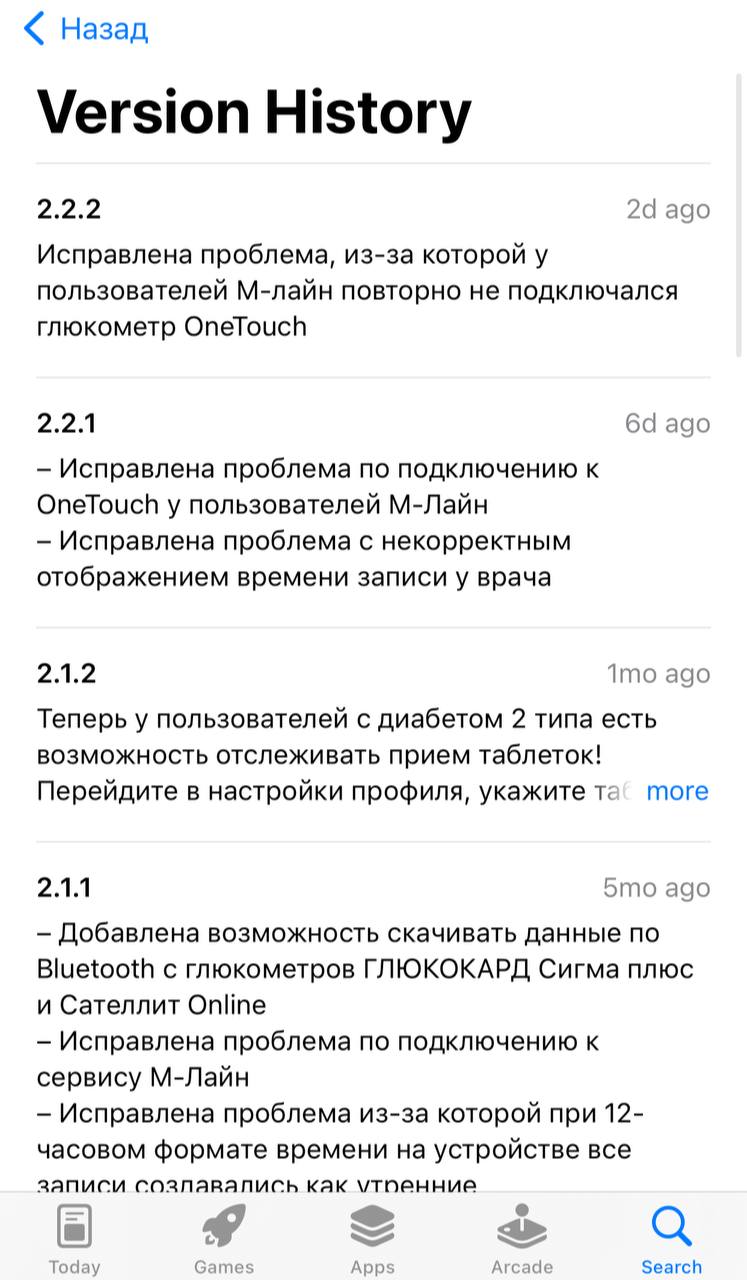 Назад
Version History
2.2.2 2d ago
Исправлена проблема, из-за которой у
пользователей М-лайн повторно не подключался
глюкометр OneTouch
2.2.1 6d ago
– Исправлена проблема по подключению к
OneTouch у пользователей М-Лайн
– Исправлена проблема с некорректным
отображением времени записи у врача
2.1.2 1mo ago
Теперь у пользователей с диабетом 2 типа есть
возможность отслеживать прием таблеток!
Перейдите в настройки профиля, укажите таб more
2.1.1 5mo ago
– Добавлена возможность скачивать данные по
Bluetooth с глюкометров ГЛЮКОКАРД Сигма плюс
и Сателлит Online
– Исправлена проблема по подключению к
сервису М-Лайн
– Исправлена проблема из-за которой при 12-
часовом формате времени на устройстве все
записи создавались как утренние
Today Games Apps Arcade Search